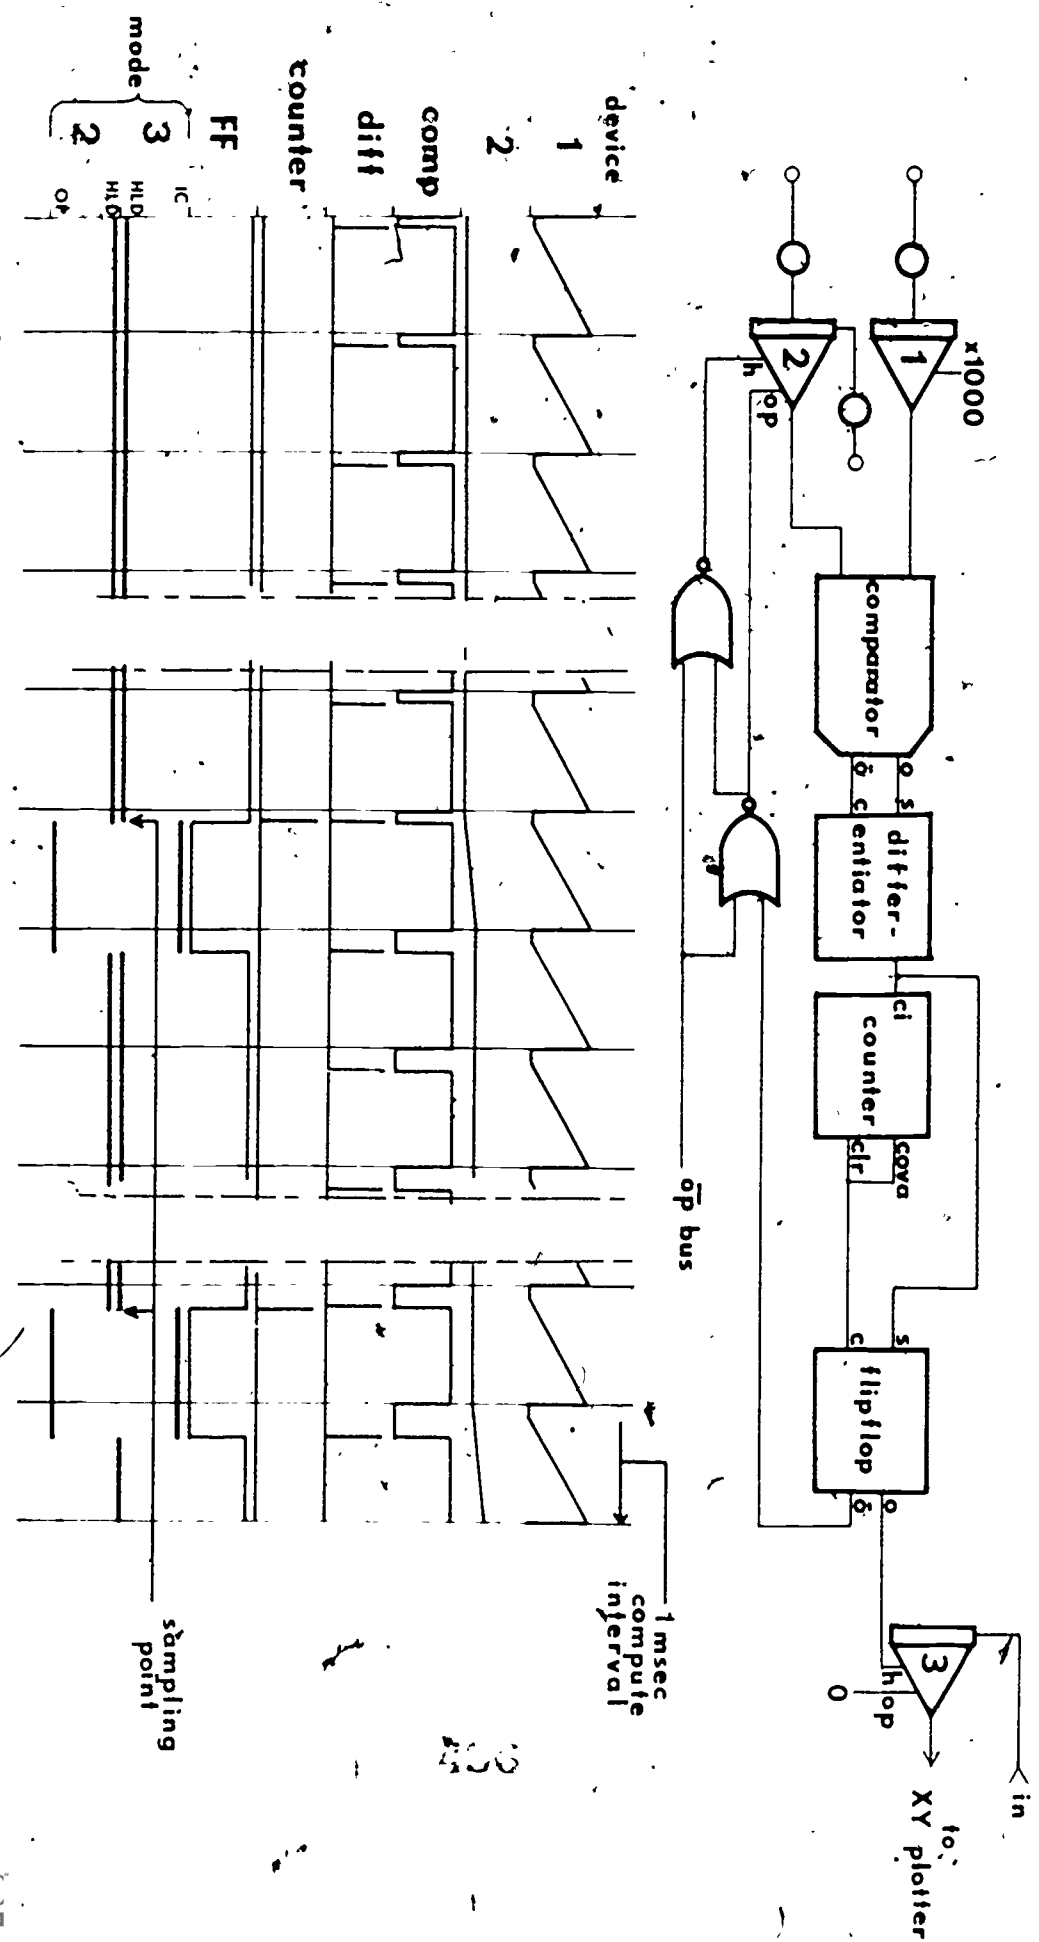 in
x1000
1
2
h
op
comparator
o
ō
s
c
differ-
entiator
ci
counter
cova
clr
s
c
flipflop
o
ō
3
h
op
0
to
XY plotter
o̅p̅ bus
device
1
2
comp
diff
counter
FF
mode
3
2
IC
HLD
HLD
OP
1 msec
compute
interval
sampling
point